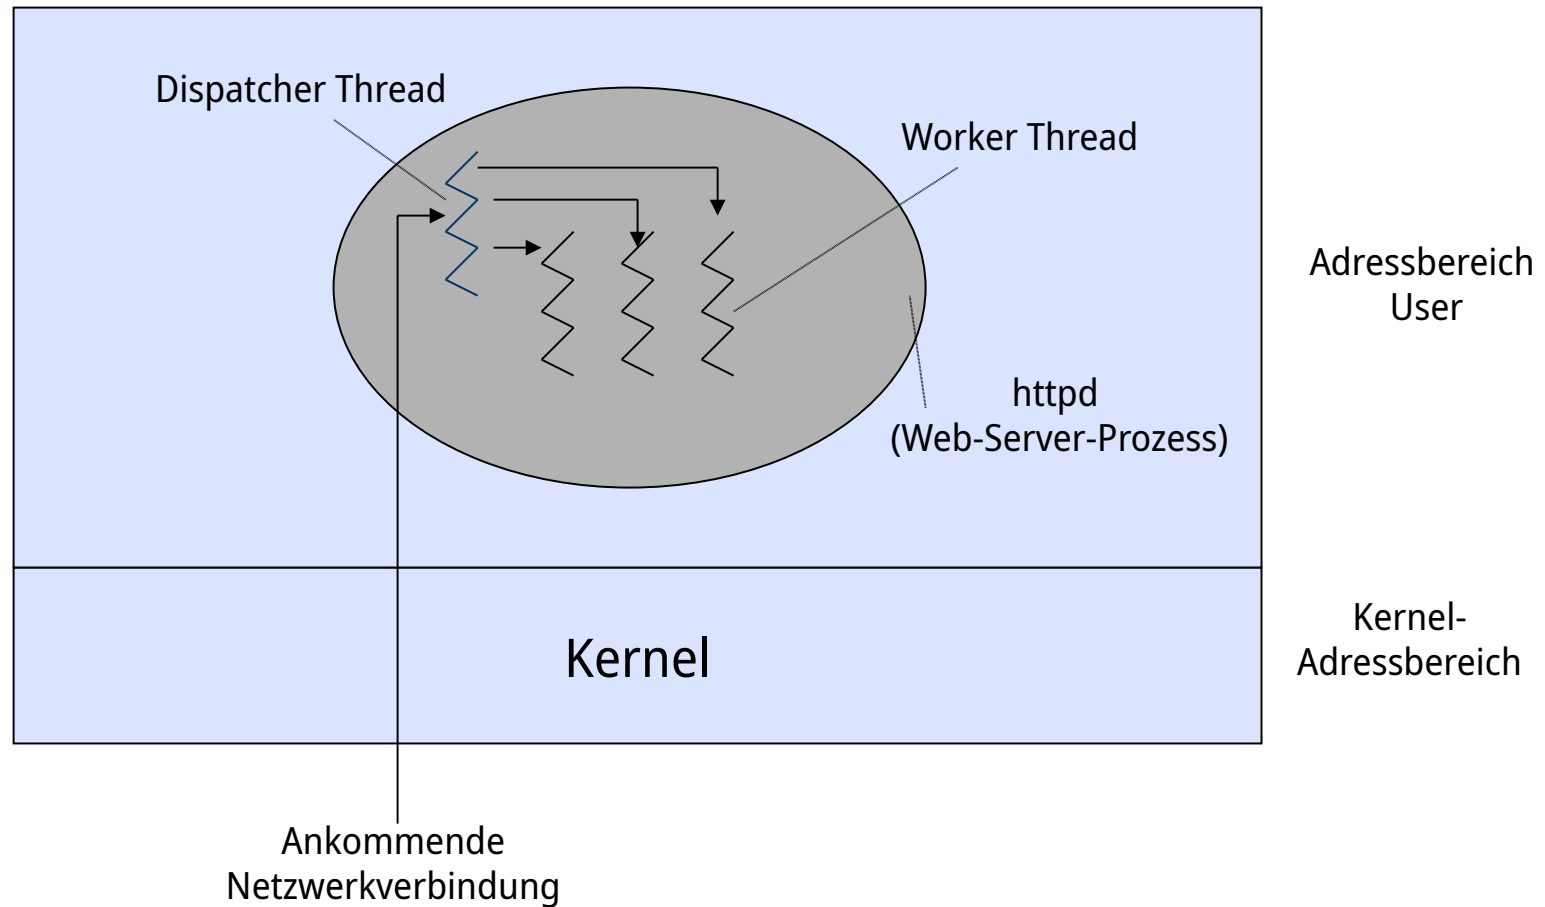 Dispatcher Thread
Worker Thread
Adressbereich
User
httpd
(Web-Server-Prozess)
Kernel
Kernel-
Adressbereich
Ankommende
Netzwerkverbindung